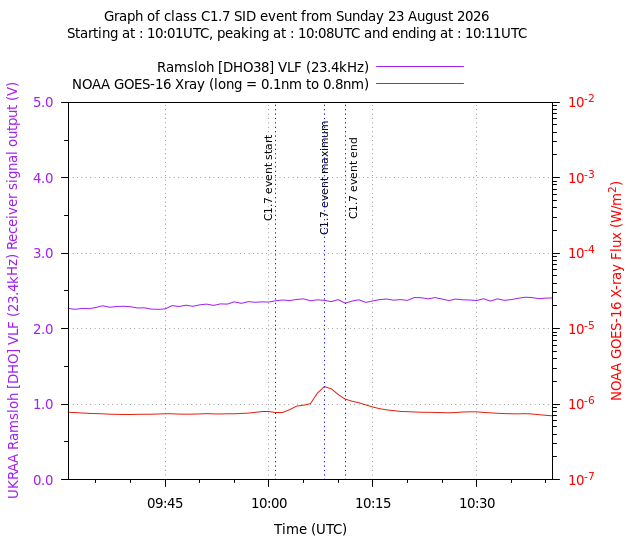 Graph of class C1.7 SID event from Sunday 23 August 2026
Starting at : 10:01UTC, peaking at : 10:08UTC and ending at : 10:11UTC
Ramsloh [DHO38] VLF (23.4kHz)
NOAA GOES-16 Xray (long = 0.1nm to 0.8nm)
UKRAA Ramsloh [DHO] VLF (23.4kHz) Receiver signal output (V)
5.0
4.0
3.0
2.0
1.0
0.0
C1.7 event start
C1.7 event maximum
C1.7 event end
10^-2
10^-3
10^-4
10^-5
10^-6
10^-7
NOAA GOES-16 X-ray Flux (W/m²)
09:45 10:00 10:15 10:30
Time (UTC)